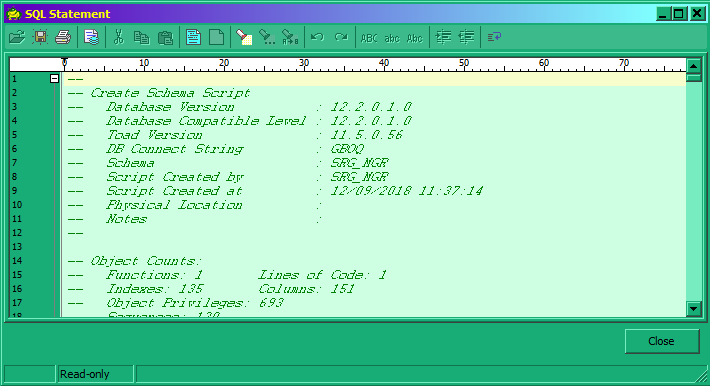 SQL Statement
ABC abc Abc
0 10 20 30 40 50 60 70
1 --
2 -- Create Schema Script
3 --   Database Version          : 12.2.0.1.0
4 --   Database Compatible Level : 12.2.0.1.0
5 --   Toad Version              : 11.5.0.56
6 --   DB Connect String         : GBOQ
7 --   Schema                    : SRG_MGR
8 --   Script Created by         : SRG_MGR
9 --   Script Created at         : 12/09/2018 11:37:14
10 --   Physical Location         :
11 --   Notes                     :
12 --
13
14 -- Object Counts:
15 --   Functions: 1       Lines of Code: 1
16 --   Indexes: 135       Columns: 151
17 --   Object Privileges: 693
18 --   Sequences: 130
Close
Read-only